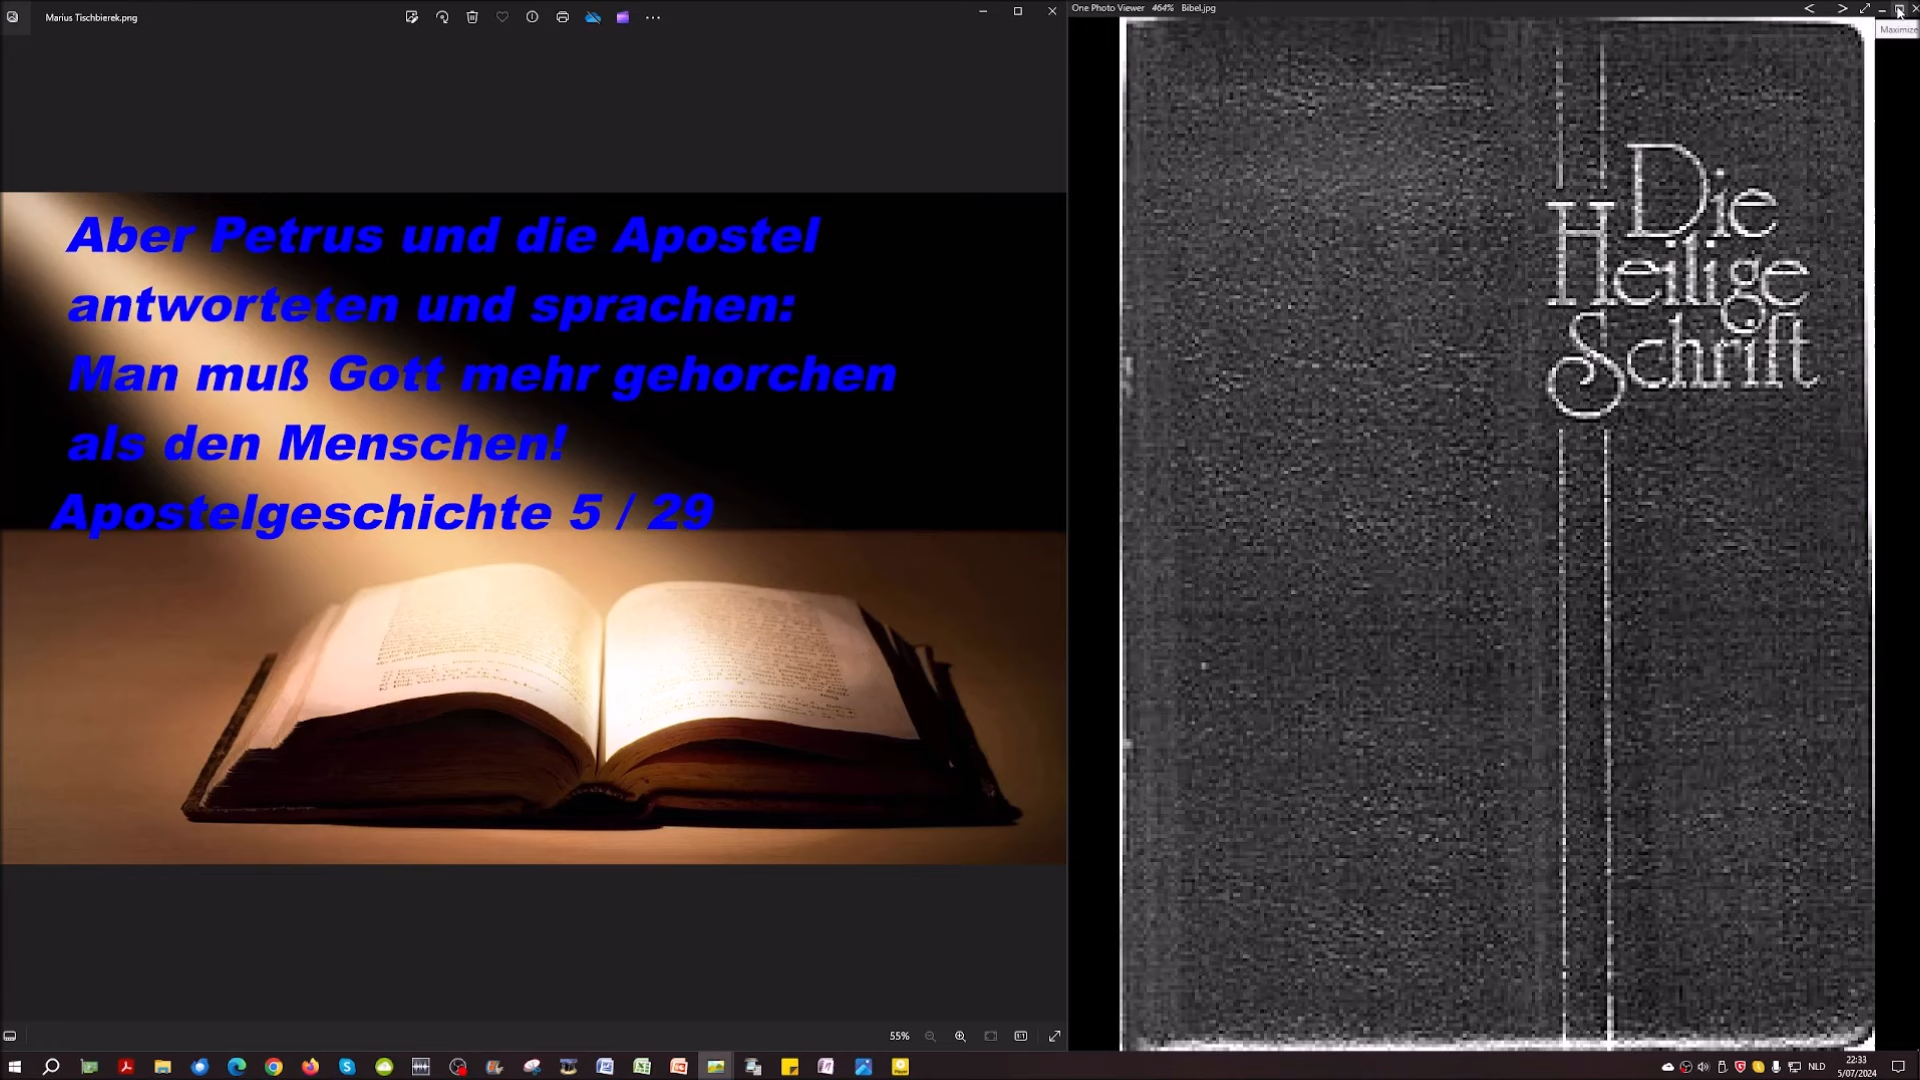 Marius Tischbierek.png
One Photo Viewer 464% Bibel.jpg
Maximize
Aber Petrus und die Apostel
antworteten und sprachen:
Man muß Gott mehr gehorchen
als den Menschen!
Apostelgeschichte 5 / 29
Die
Heilige
Schrift
55%
NLD
22:33
5/07/2024